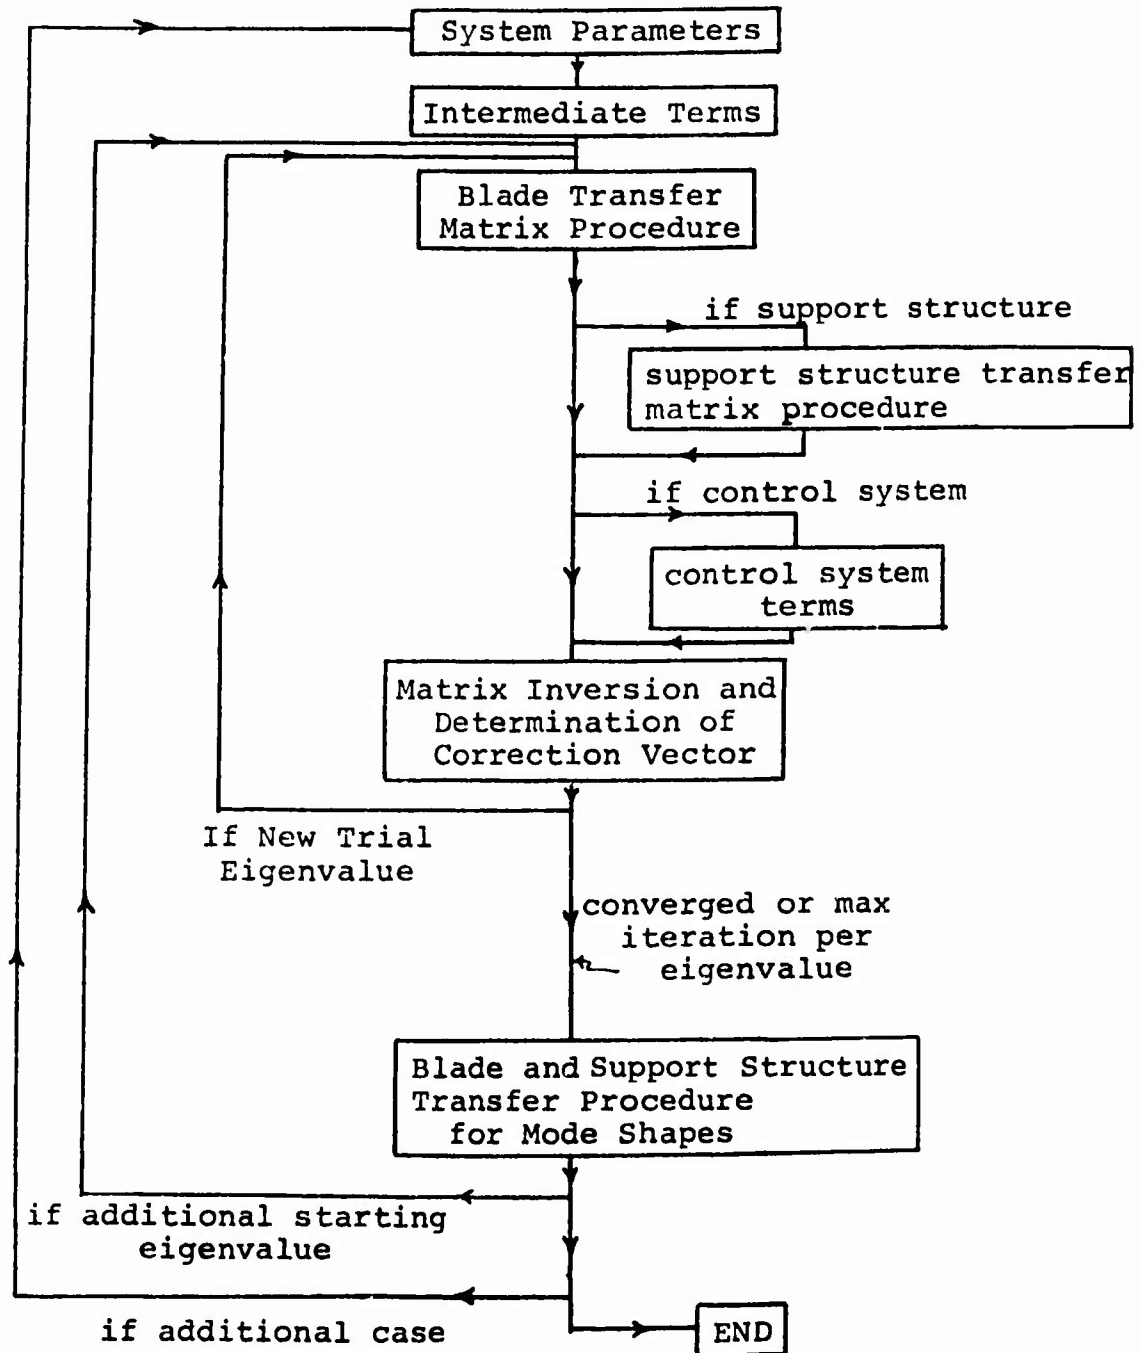 System Parameters
Intermediate Terms
Blade Transfer
Matrix Procedure
if support structure
support structure transfer
matrix procedure
if control system
control system
terms
Matrix Inversion and
Determination of
Correction Vector
If New Trial
Eigenvalue
converged or max
iteration per
eigenvalue
Blade and Support Structure
Transfer Procedure
for Mode Shapes
if additional starting
eigenvalue
if additional case
END